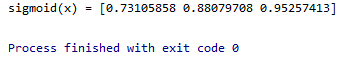 sigmoid(x) = [0.73105858 0.88079708 0.95257413]
Process finished with exit code 0